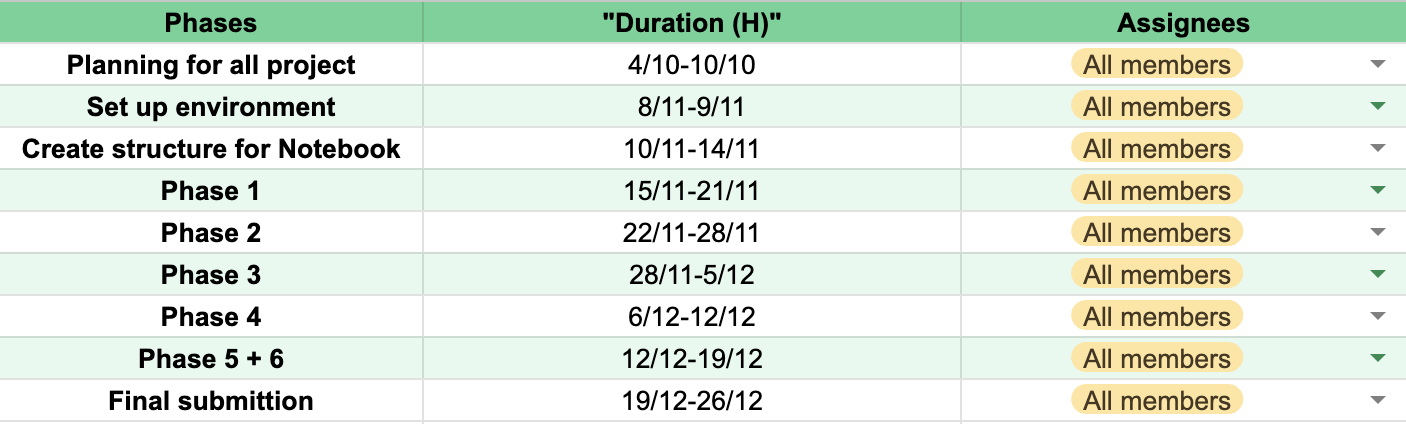 Phases "Duration (H)" Assignees
Planning for all project 4/10-10/10 All members
Set up environment 8/11-9/11 All members
Create structure for Notebook 10/11-14/11 All members
Phase 1 15/11-21/11 All members
Phase 2 22/11-28/11 All members
Phase 3 28/11-5/12 All members
Phase 4 6/12-12/12 All members
Phase 5 + 6 12/12-19/12 All members
Final submittion 19/12-26/12 All members